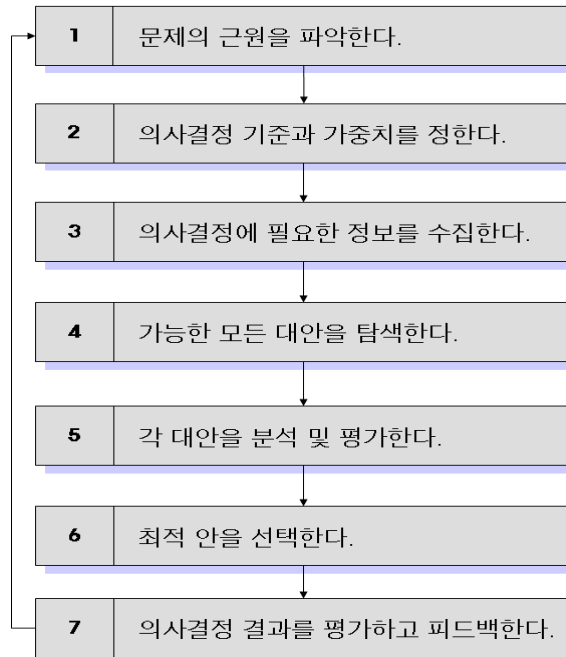 1 문제의 근원을 파악한다.
2 의사결정 기준과 가중치를 정한다.
3 의사결정에 필요한 정보를 수집한다.
4 가능한 모든 대안을 탐색한다.
5 각 대안을 분석 및 평가한다.
6 최적 안을 선택한다.
7 의사결정 결과를 평가하고 피드백한다.